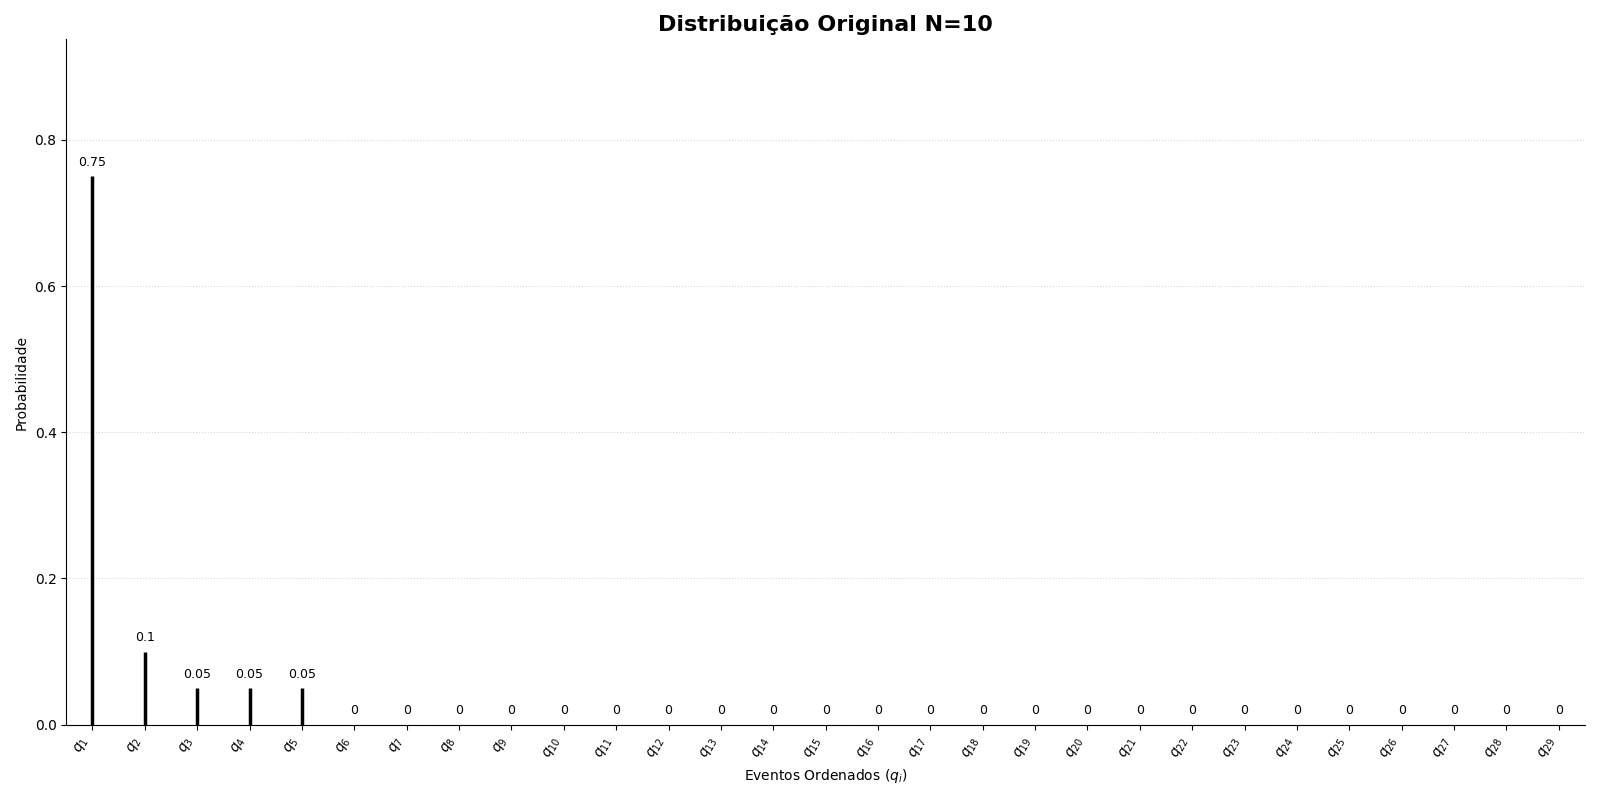 Distribuição Original N=10
Probabilidade
0.8
0.6
0.4
0.2
0.0
0.75
0.1
0.05 0.05 0.05
0 0 0 0 0 0 0 0 0 0 0 0 0 0 0 0 0 0 0 0 0 0 0 0
q1 q2 q3 q4 q5 q6 q7 q8 q9 q10 q11 q12 q13 q14 q15 q16 q17 q18 q19 q20 q21 q22 q23 q24 q25 q26 q27 q28 q29
Eventos Ordenados (qi)